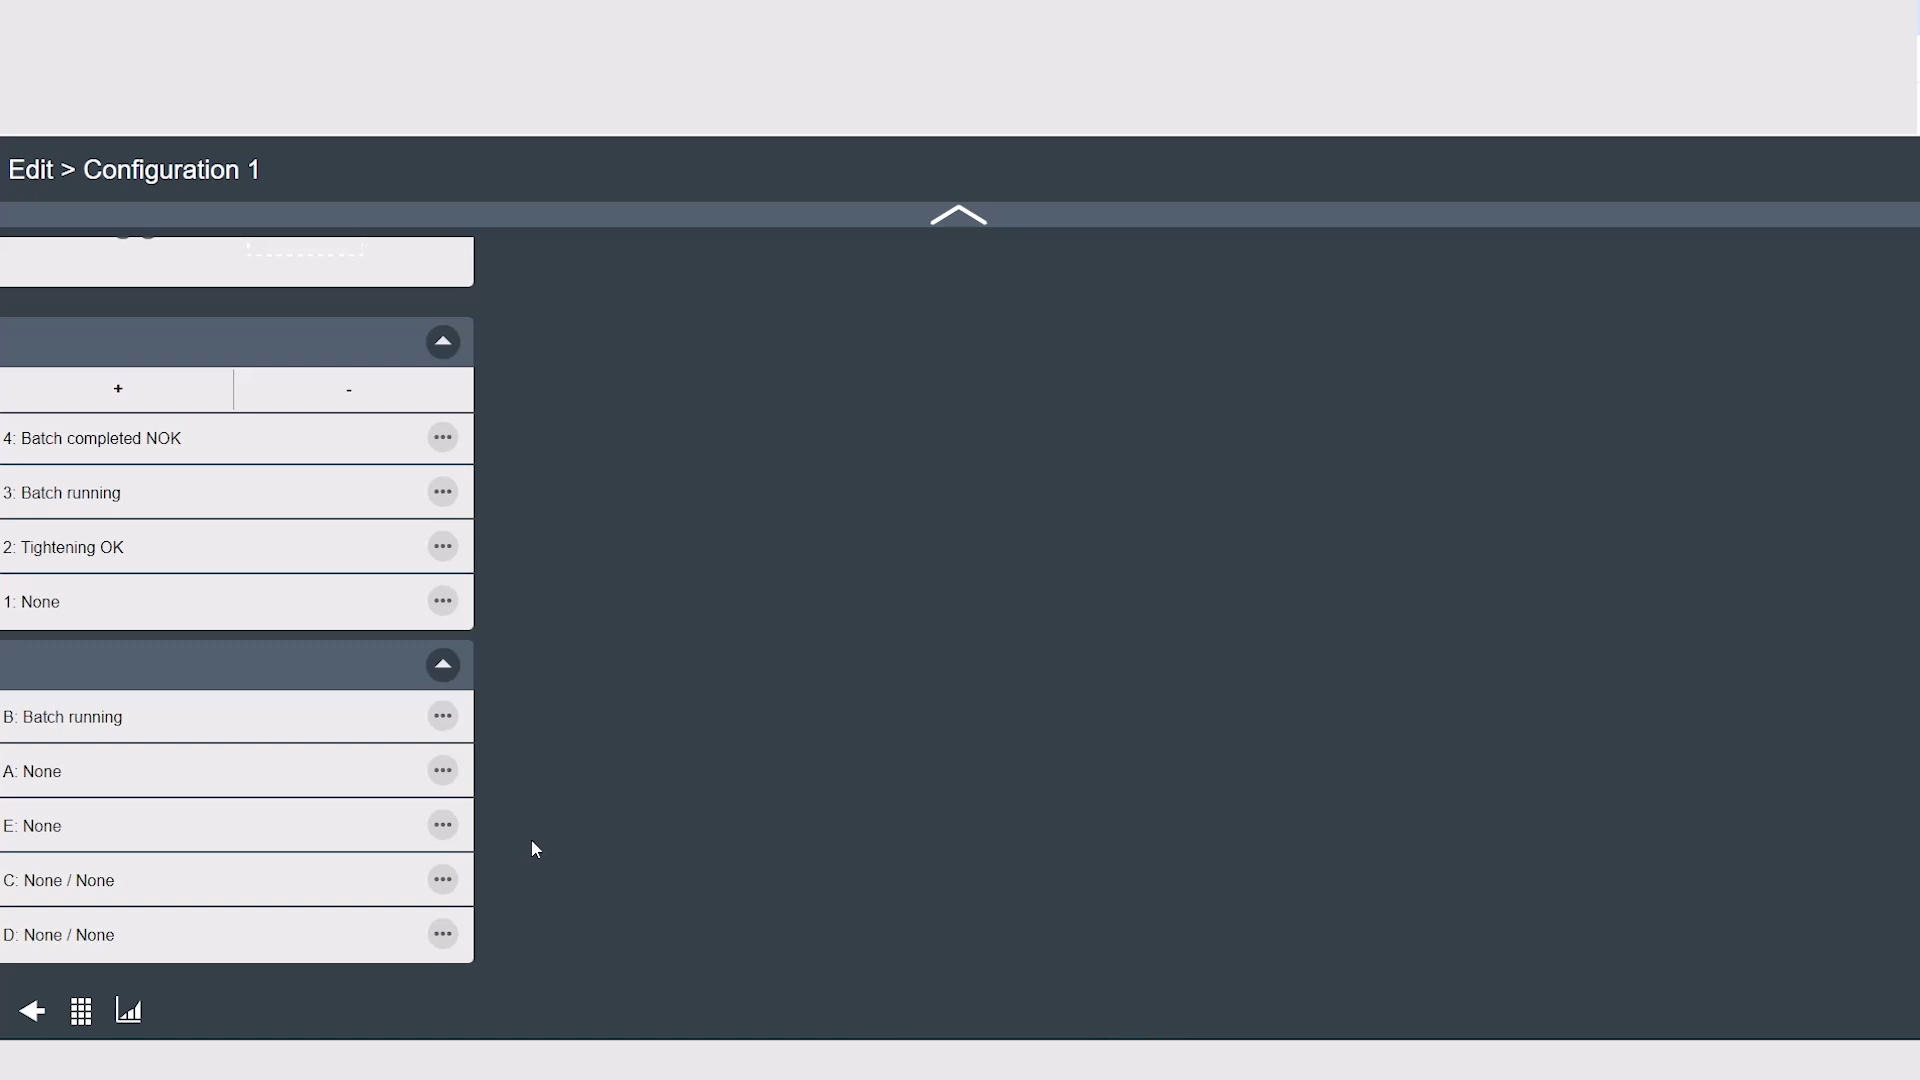 Edit > Configuration 1
+ -
4: Batch completed NOK
3: Batch running
2: Tightening OK
1: None
B: Batch running
A: None
E: None
C: None / None
D: None / None